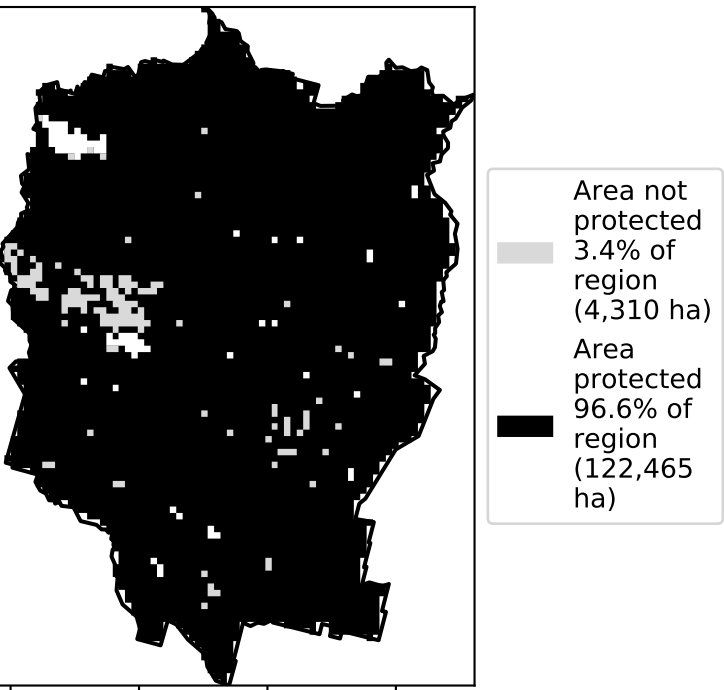 Area not
protected
3.4% of
region
(4,310 ha)
Area
protected
96.6% of
region
(122,465
ha)